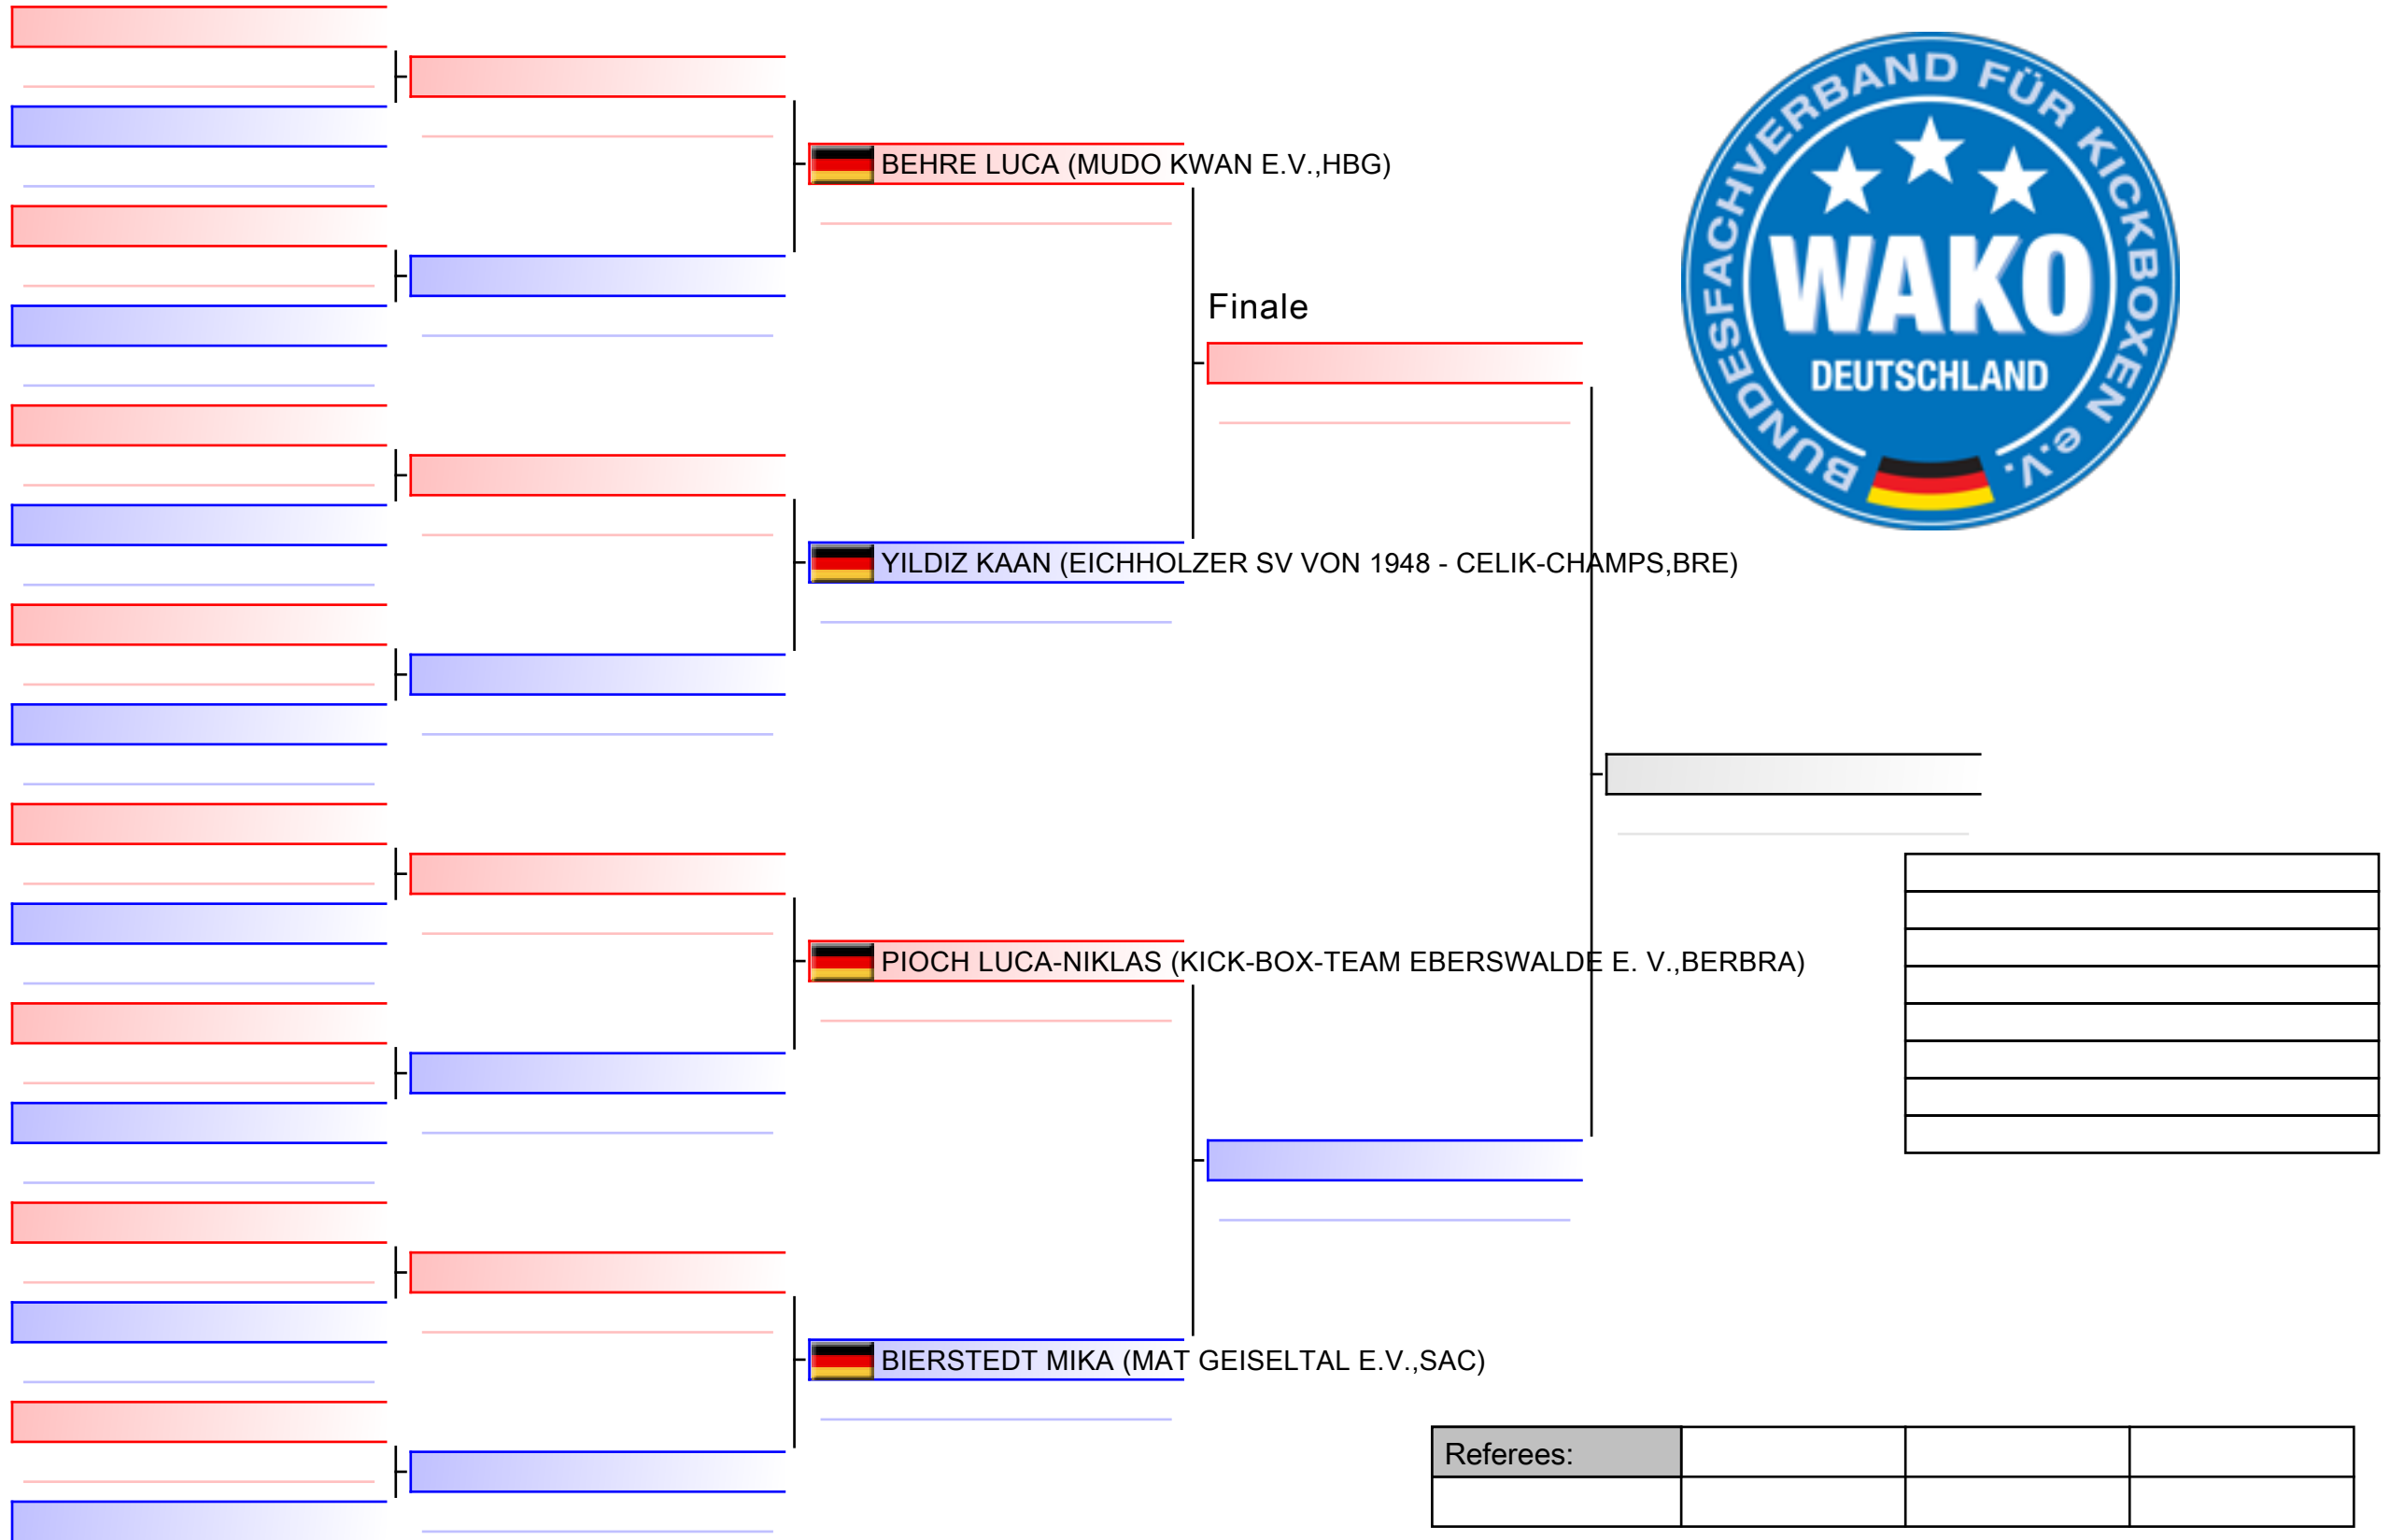 BUNDESFACHVERBAND FÜR KICKBOXEN e.V.
WAKO
DEUTSCHLAND
BEHRE LUCA (MUDO KWAN E.V.,HBG)
Finale
YILDIZ KAAN (EICHHOLZER SV VON 1948 - CELIK-CHAMPS,BRE)
PIOCH LUCA-NIKLAS (KICK-BOX-TEAM EBERSWALDE E. V.,BERBRA)
BIERSTEDT MIKA (MAT GEISELTAL E.V.,SAC)
Referees: